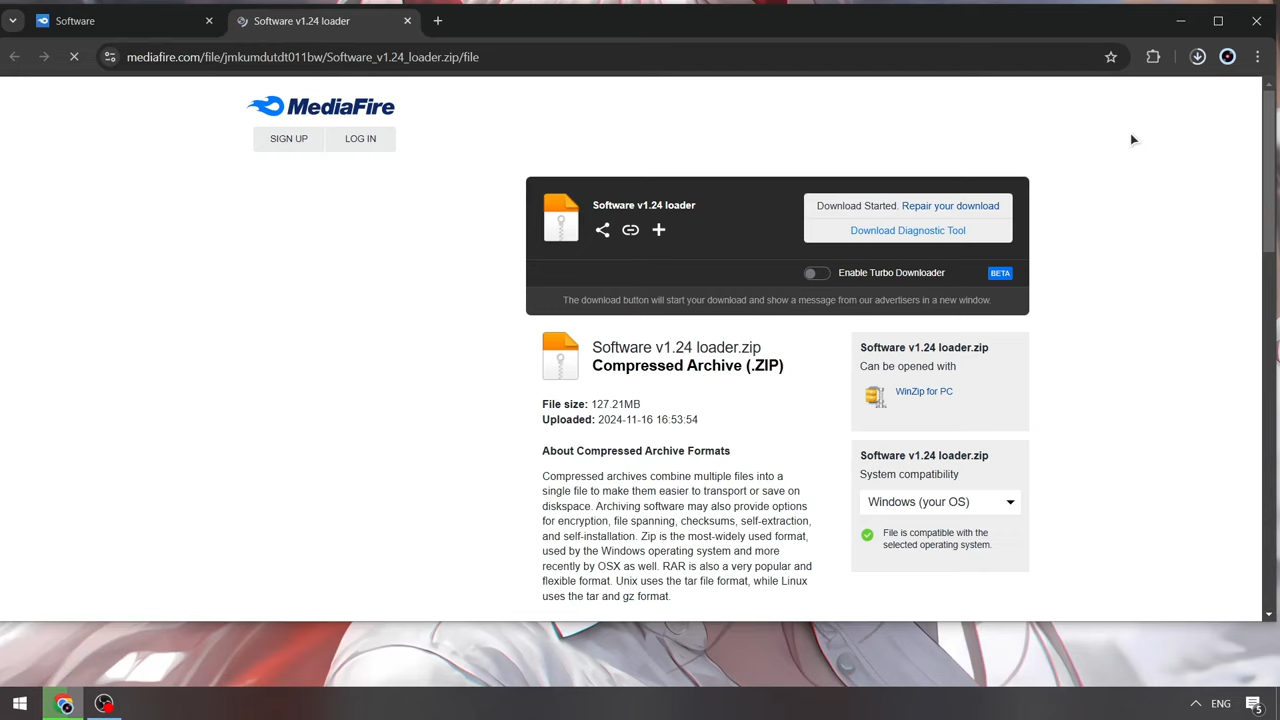 Software
Software v1.24 loader
mediafire.com/file/jmkumdutdt011bw/Software_v1.24_loader.zip/file
MediaFire
SIGN UP
LOG IN
Software v1.24 loader
Download Started. Repair your download
Download Diagnostic Tool
Enable Turbo Downloader
BETA
The download button will start your download and show a message from our advertisers in a new window.
Software v1.24 loader.zip
Compressed Archive (.ZIP)
File size: 127.21MB
Uploaded: 2024-11-16 16:53:54
About Compressed Archive Formats
Compressed archives combine multiple files into a
single file to make them easier to transport or save on
diskspace. Archiving software may also provide options
for encryption, file spanning, checksums, self-extraction,
and self-installation. Zip is the most-widely used format,
used by the Windows operating system and more
recently by OSX as well. RAR is also a very popular and
flexible format. Unix uses the tar file format, while Linux
uses the tar and gz format.
Software v1.24 loader.zip
Can be opened with
WinZip for PC
Software v1.24 loader.zip
System compatibility
Windows (your OS)
File is compatible with the
selected operating system.
ENG
5